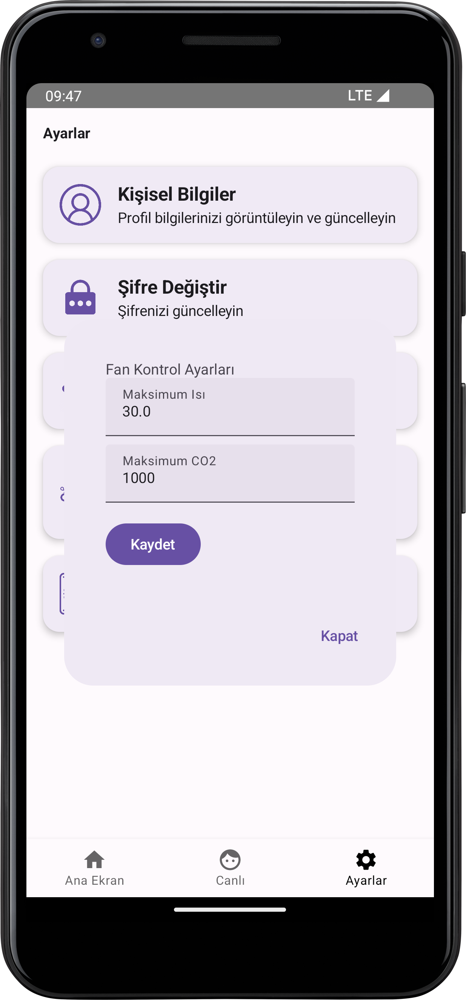 09:47
LTE
Ayarlar
Kişisel Bilgiler
Profil bilgilerinizi görüntüleyin ve güncelleyin
Şifre Değiştir
Şifrenizi güncelleyin
Fan Kontrol Ayarları
Maksimum Isı
30.0
Maksimum CO2
1000
Kaydet
Kapat
Ana Ekran
Canlı
Ayarlar